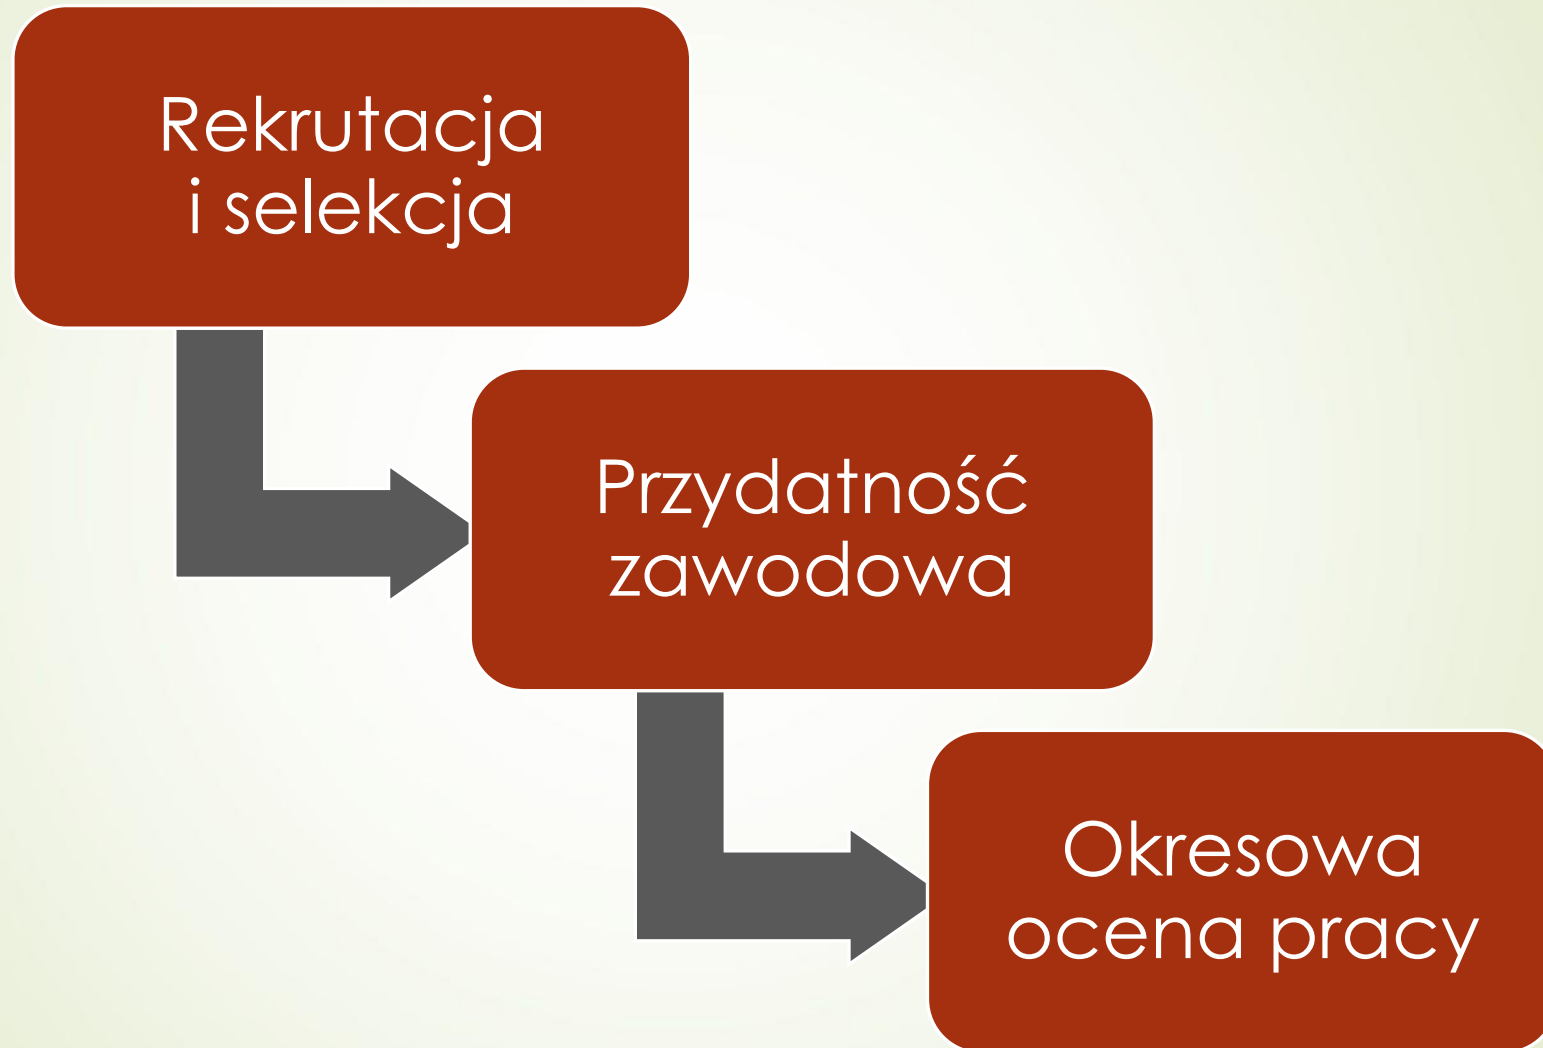 Rekrutacja
i selekcja
Przydatność
zawodowa
Okresowa
ocena pracy